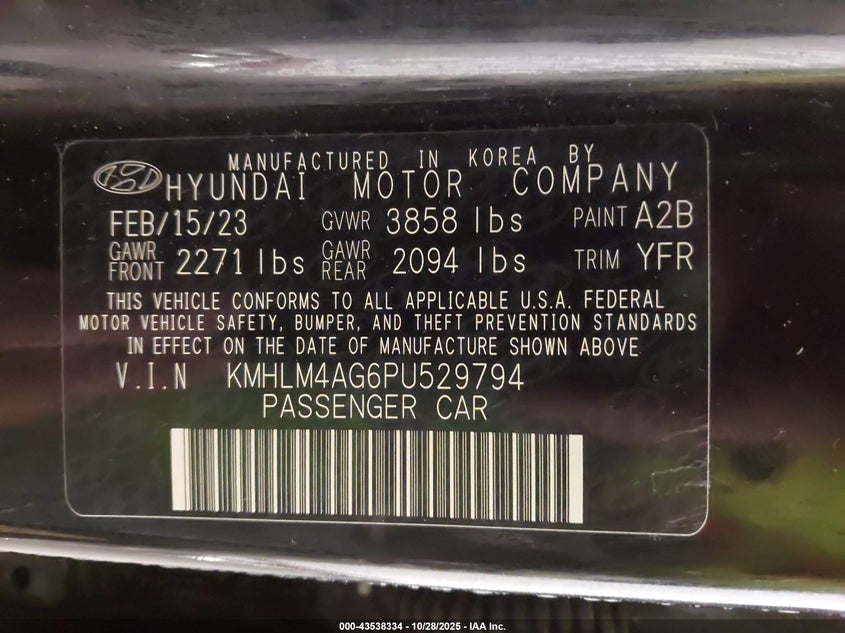 MANUFACTURED IN KOREA BY
HYUNDAI MOTOR COMPANY
FEB/15/23 GVWR 3858 lbs PAINT A2B
GAWR FRONT 2271 lbs GAWR REAR 2094 lbs TRIM YFR
THIS VEHICLE CONFORMS TO ALL APPLICABLE U.S.A. FEDERAL
MOTOR VEHICLE SAFETY, BUMPER, AND THEFT PREVENTION STANDARDS
IN EFFECT ON THE DATE OF MANUFACTURE SHOWN ABOVE
V.I.N KMHLM4AG6PU529794
PASSENGER CAR
000-43538334 - 10/28/2025 - IAA Inc.